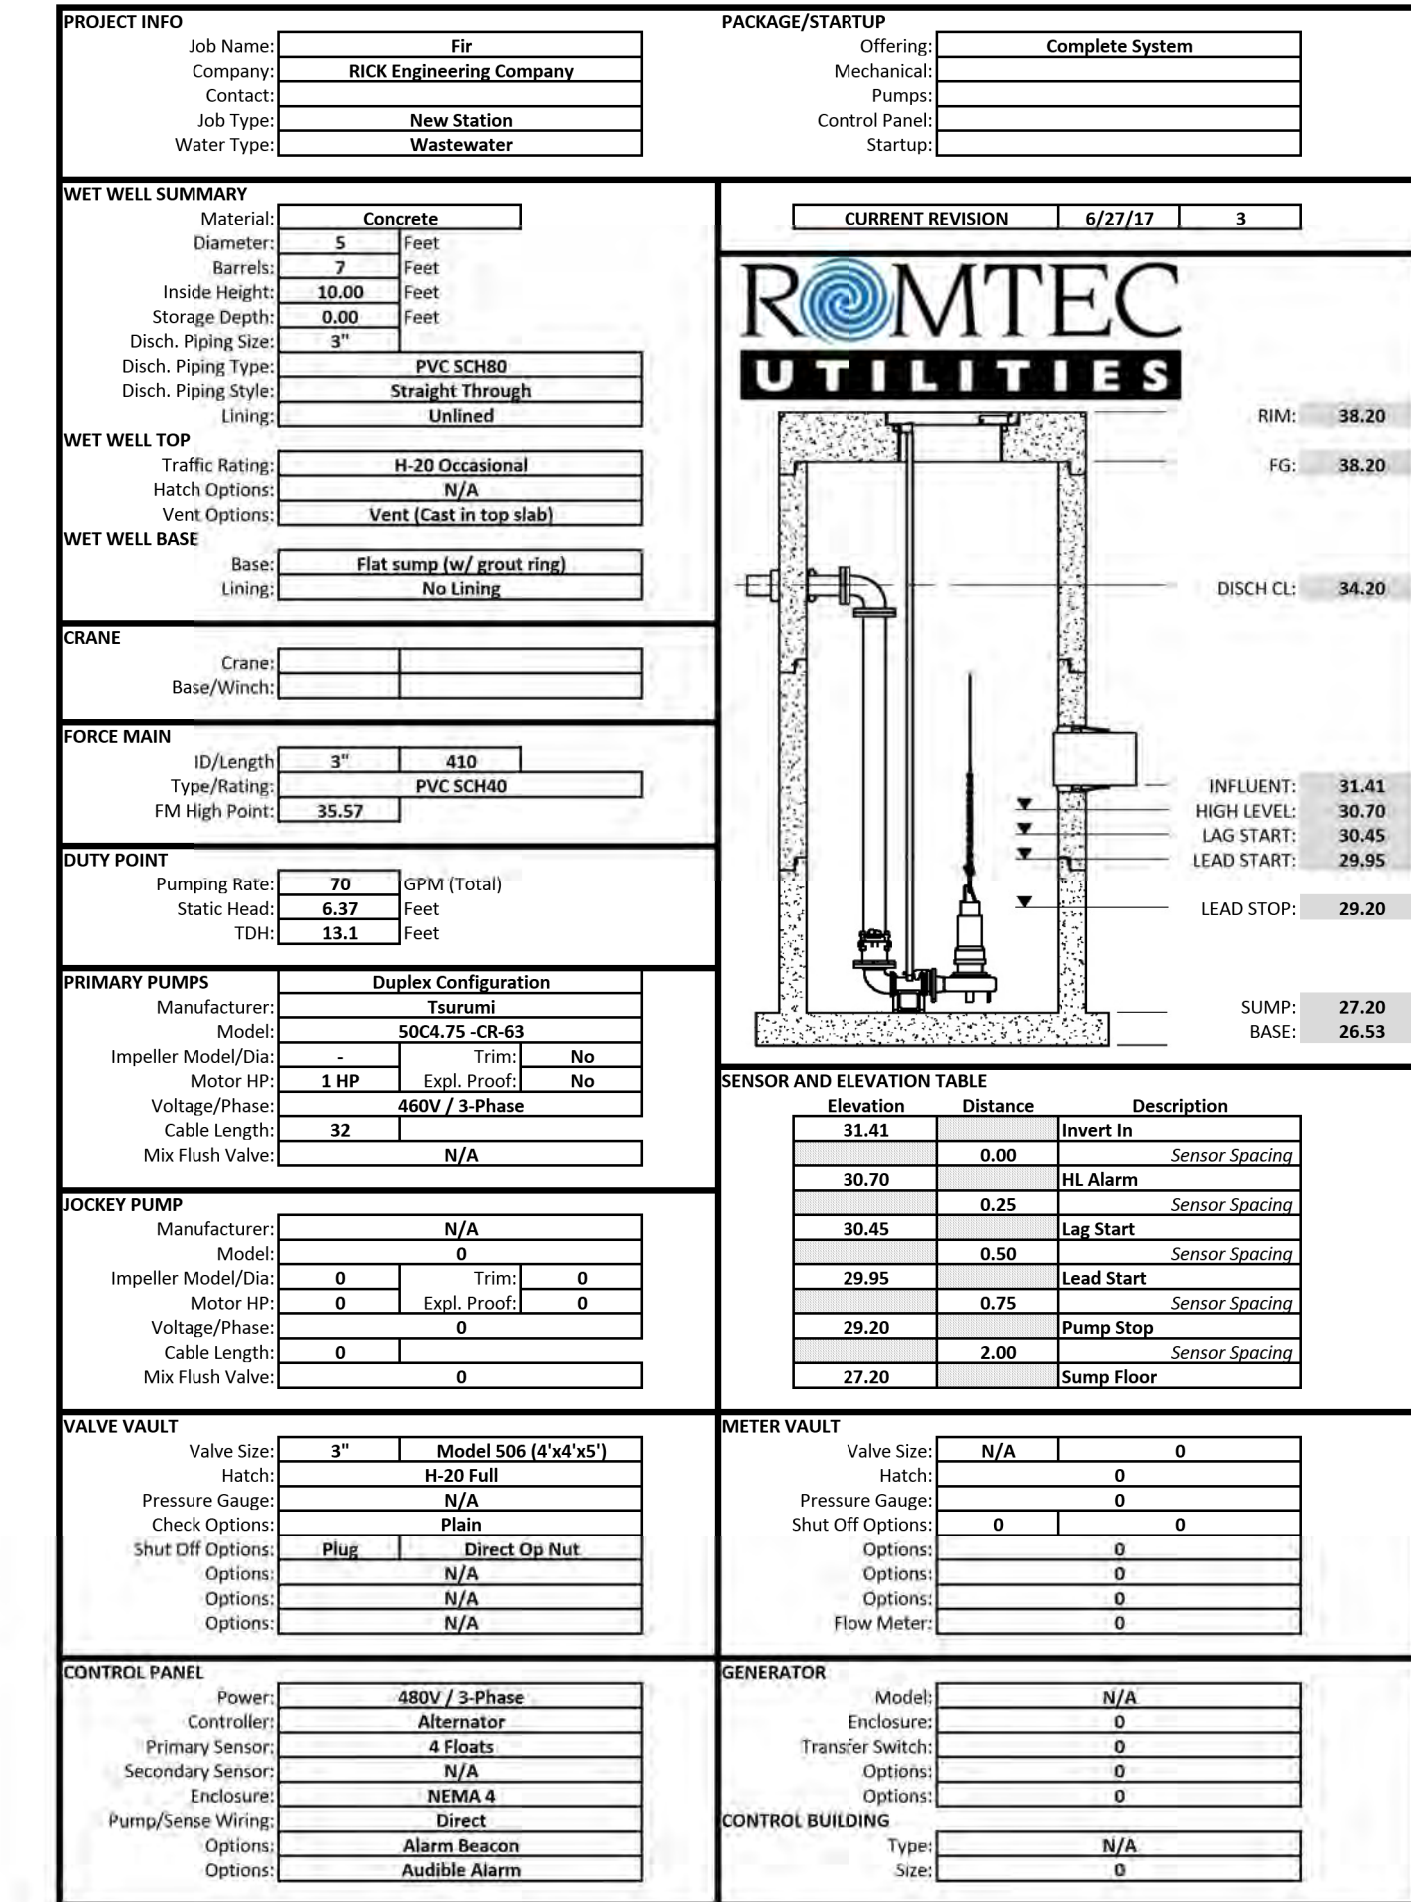 PROJECT INFO
Job Name: Fir
Company: RICK Engineering Company
Contact:
Job Type: New Station
Water Type: Wastewater
PACKAGE/STARTUP
Offering: Complete System
Mechanical:
Pumps:
Control Panel:
Startup:
WET WELL SUMMARY
Material: Concrete
Diameter: 5 Feet
Barrels: 7 Feet
Inside Height: 10.00 Feet
Storage Depth: 0.00 Feet
Disch. Piping Size: 3"
Disch. Piping Type: PVC SCH80
Disch. Piping Style: Straight Through
Lining: Unlined
WET WELL TOP
Traffic Rating: H-20 Occasional
Hatch Options: N/A
Vent Options: Vent (Cast in top slab)
WET WELL BASE
Base: Flat sump (w/ grout ring)
Lining: No Lining
CRANE
Crane:
Base/Winch:
FORCE MAIN
ID/Length 3" 410
Type/Rating: PVC SCH40
FM High Point: 35.57
DUTY POINT
Pumping Rate: 70 GPM (Total)
Static Head: 6.37 Feet
TDH: 13.1 Feet
CURRENT REVISION 6/27/17 3
ROMTEC
UTILITIES
RIM: 38.20
FG: 38.20
DISCH CL: 34.20
INFLUENT: 31.41
HIGH LEVEL: 30.70
LAG START: 30.45
LEAD START: 29.95
LEAD STOP: 29.20
SUMP: 27.20
BASE: 26.53
PRIMARY PUMPS Duplex Configuration
Manufacturer: Tsurumi
Model: 50C4.75 -CR-63
Impeller Model/Dia: - Trim: No
Motor HP: 1 HP Expl. Proof: No
Voltage/Phase: 460V / 3-Phase
Cable Length: 32
Mix Flush Valve: N/A
JOCKEY PUMP
Manufacturer: N/A
Model: 0
Impeller Model/Dia: 0 Trim: 0
Motor HP: 0 Expl. Proof: 0
Voltage/Phase: 0
Cable Length: 0
Mix Flush Valve: 0
SENSOR AND ELEVATION TABLE
Elevation Distance Description
31.41 Invert In
0.00 Sensor Spacing
30.70 HL Alarm
0.25 Sensor Spacing
30.45 Lag Start
0.50 Sensor Spacing
29.95 Lead Start
0.75 Sensor Spacing
29.20 Pump Stop
2.00 Sensor Spacing
27.20 Sump Floor
VALVE VAULT
Valve Size: 3" Model 506 (4'x4'x5')
Hatch: H-20 Full
Pressure Gauge: N/A
Check Options: Plain
Shut Off Options: Plug Direct Op Nut
Options: N/A
Options: N/A
Options: N/A
METER VAULT
Valve Size: N/A 0
Hatch: 0
Pressure Gauge: 0
Shut Off Options: 0 0
Options: 0
Options: 0
Options: 0
Flow Meter: 0
CONTROL PANEL
Power: 480V / 3-Phase
Controller: Alternator
Primary Sensor: 4 Floats
Secondary Sensor: N/A
Enclosure: NEMA 4
Pump/Sense Wiring: Direct
Options: Alarm Beacon
Options: Audible Alarm
GENERATOR
Model: N/A
Enclosure: 0
Transfer Switch: 0
Options: 0
Options: 0
CONTROL BUILDING
Type: N/A
Size: 0